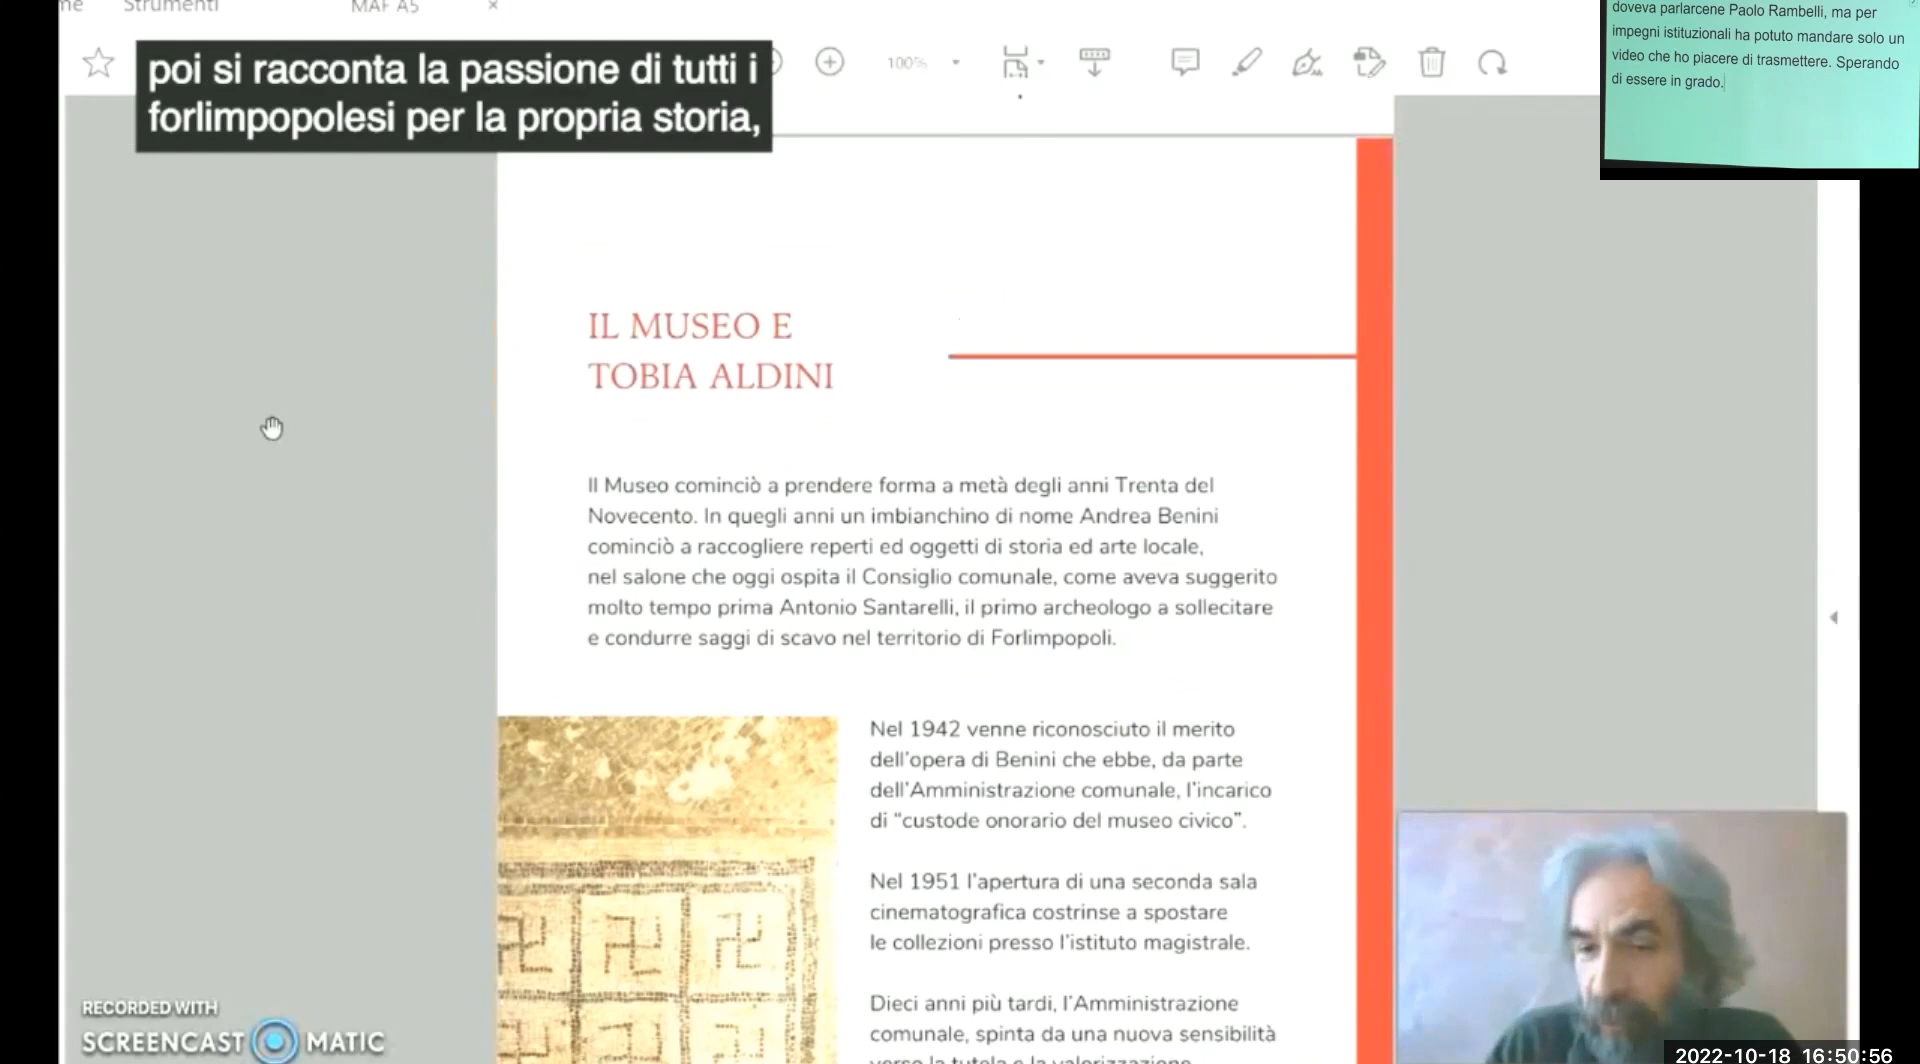 Strumenti
MAF A5
100%
poi si racconta la passione di tutti i
forlimpopolesi per la propria storia,
doveva parlarcene Paolo Rambelli, ma per
impegni istituzionali ha potuto mandare solo un
video che ho piacere di trasmettere. Sperando
di essere in grado.
IL MUSEO E
TOBIA ALDINI
Il Museo cominciò a prendere forma a metà degli anni Trenta del
Novecento. In quegli anni un imbianchino di nome Andrea Benini
cominciò a raccogliere reperti ed oggetti di storia ed arte locale,
nel salone che oggi ospita il Consiglio comunale, come aveva suggerito
molto tempo prima Antonio Santarelli, il primo archeologo a sollecitare
e condurre saggi di scavo nel territorio di Forlimpopoli.
Nel 1942 venne riconosciuto il merito
dell'opera di Benini che ebbe, da parte
dell'Amministrazione comunale, l'incarico
di "custode onorario del museo civico".
Nel 1951 l'apertura di una seconda sala
cinematografica costrinse a spostare
le collezioni presso l'istituto magistrale.
Dieci anni più tardi, l'Amministrazione
comunale, spinta da una nuova sensibilità
verso la tutela e la valorizzazione
RECORDED WITH
SCREENCAST MATIC
2022-10-18 16:50:56